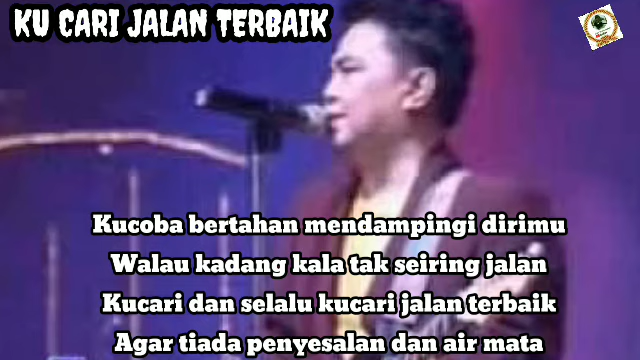 KU CARI JALAN TERBAIK
Kucoba bertahan mendampingi dirimu
Walau kadang kala tak seiring jalan
Kucari dan selalu kucari jalan terbaik
Agar tiada penyesalan dan air mata